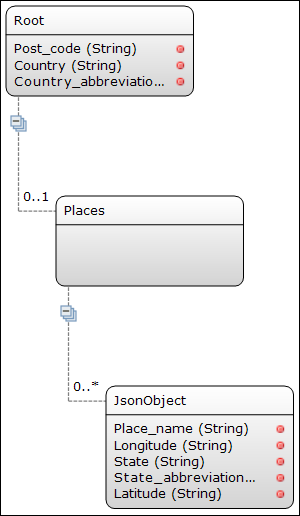 Root
Post_code (String)
Country (String)
Country_abbreviatio...
0..1
Places
0..*
JsonObject
Place_name (String)
Longitude (String)
State (String)
State_abbreviation...
Latitude (String)